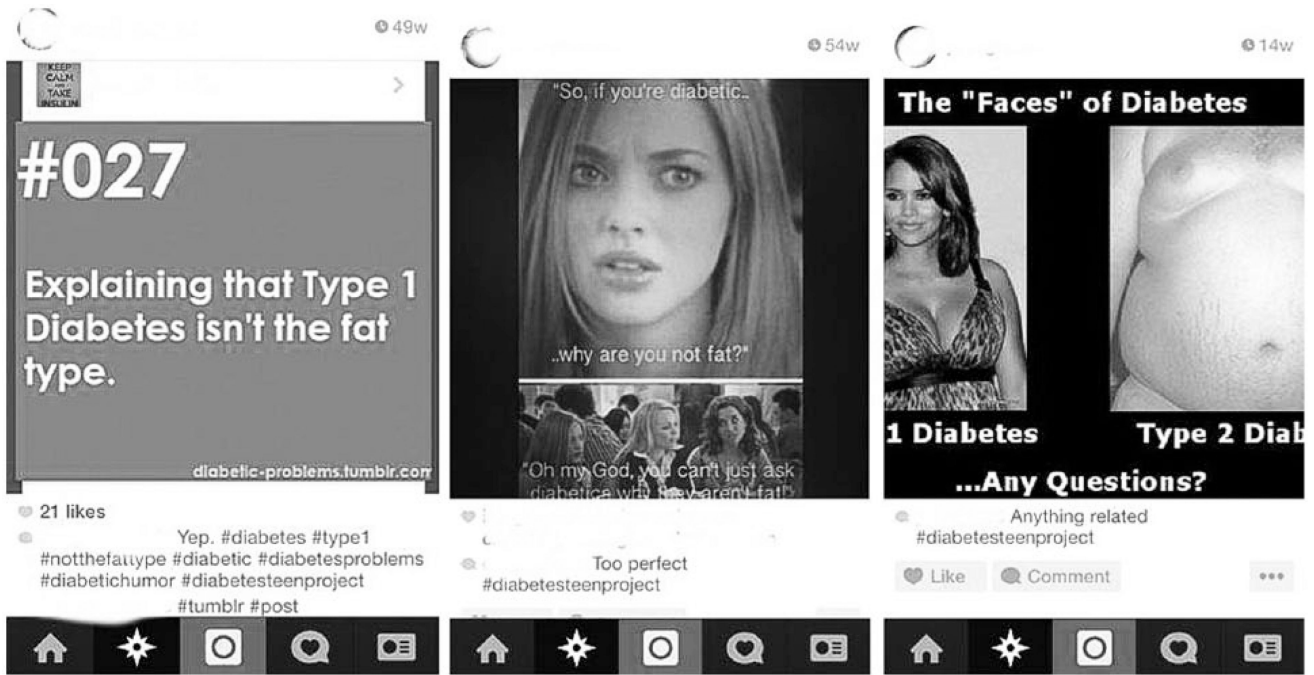 49w
KEEP
CALM
AND
TAKE
INSULIN
#027
Explaining that Type 1
Diabetes isn't the fat
type.
diabetic-problems.tumblr.com
21 likes
Yep. #diabetes #type1
#notthefattype #diabetic #diabetesproblems
#diabetichumor #diabetesteenproject
#tumblr #post
54w
"So, if you're diabetic..
..why are you not fat?"
"Oh my God, you can't just ask
diabetics why they aren't fat!"
Too perfect
#diabetesteenproject
14w
The "Faces" of Diabetes
1 Diabetes
Type 2 Diab
...Any Questions?
Anything related
#diabetesteenproject
Like
Comment